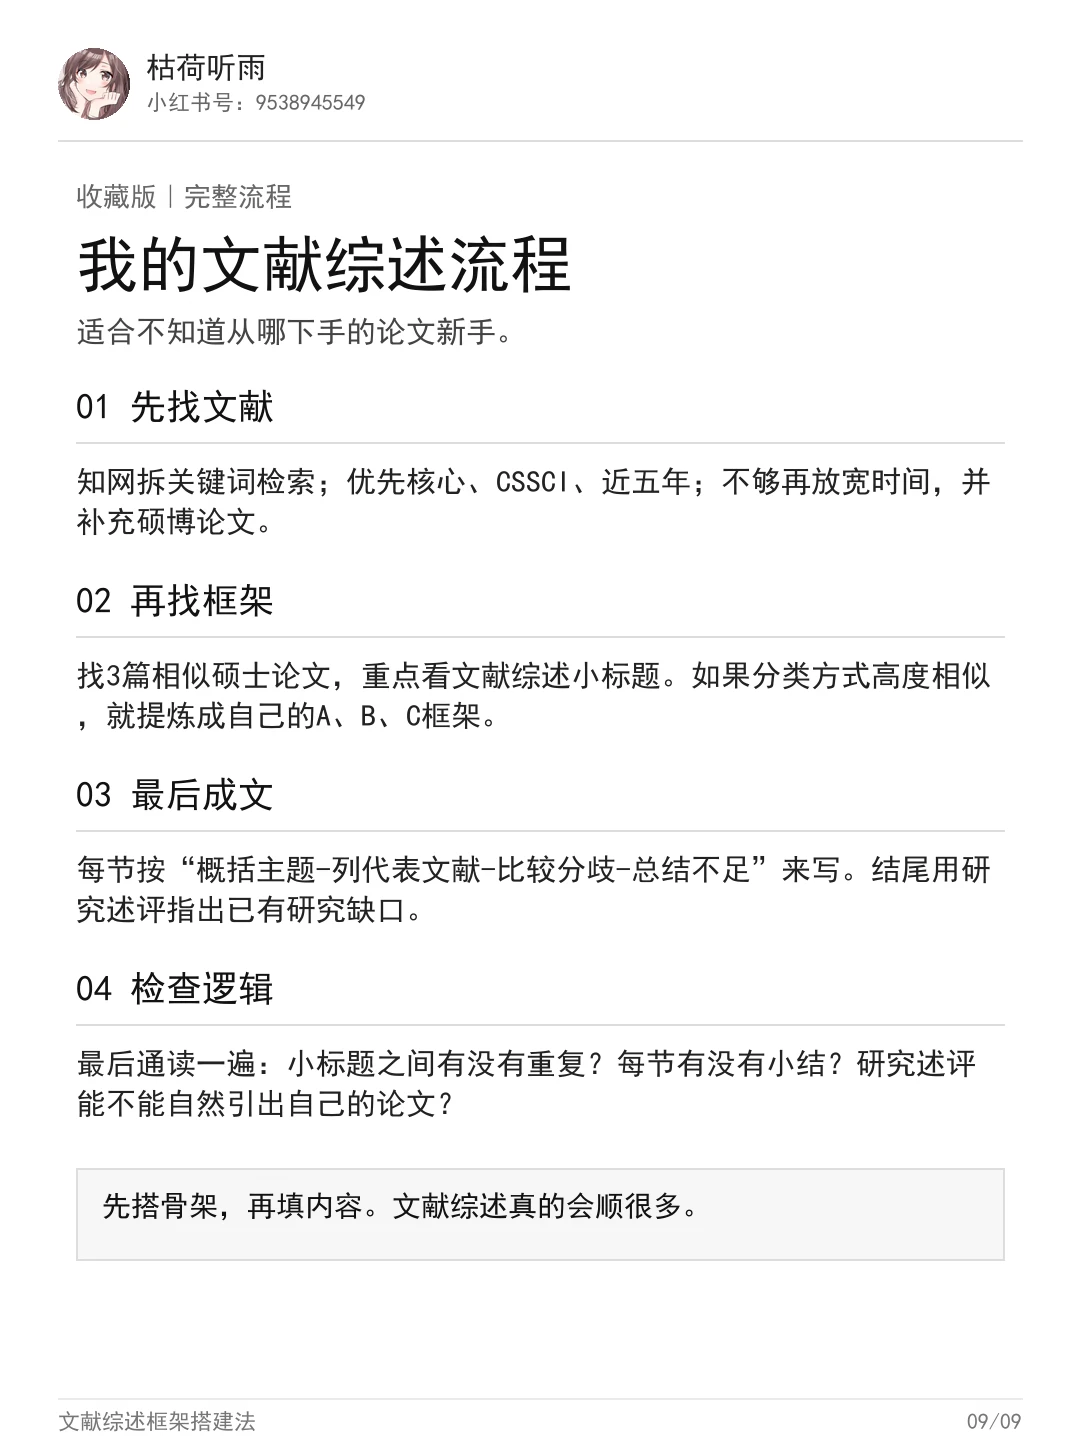 枯荷听雨
小红书号：9538945549
收藏版｜完整流程
我的文献综述流程
适合不知道从哪下手的论文新手。
01 先找文献
知网拆关键词检索；优先核心、CSSCI、近五年；不够再放宽时间，并
补充硕博论文。
02 再找框架
找3篇相似硕士论文，重点看文献综述小标题。如果分类方式高度相似
，就提炼成自己的A、B、C框架。
03 最后成文
每节按“概括主题-列代表文献-比较分歧-总结不足”来写。结尾用研
究述评指出已有研究缺口。
04 检查逻辑
最后通读一遍：小标题之间有没有重复？每节有没有小结？研究述评
能不能自然引出自己的论文？
先搭骨架，再填内容。文献综述真的会顺很多。
文献综述框架搭建法
09/09